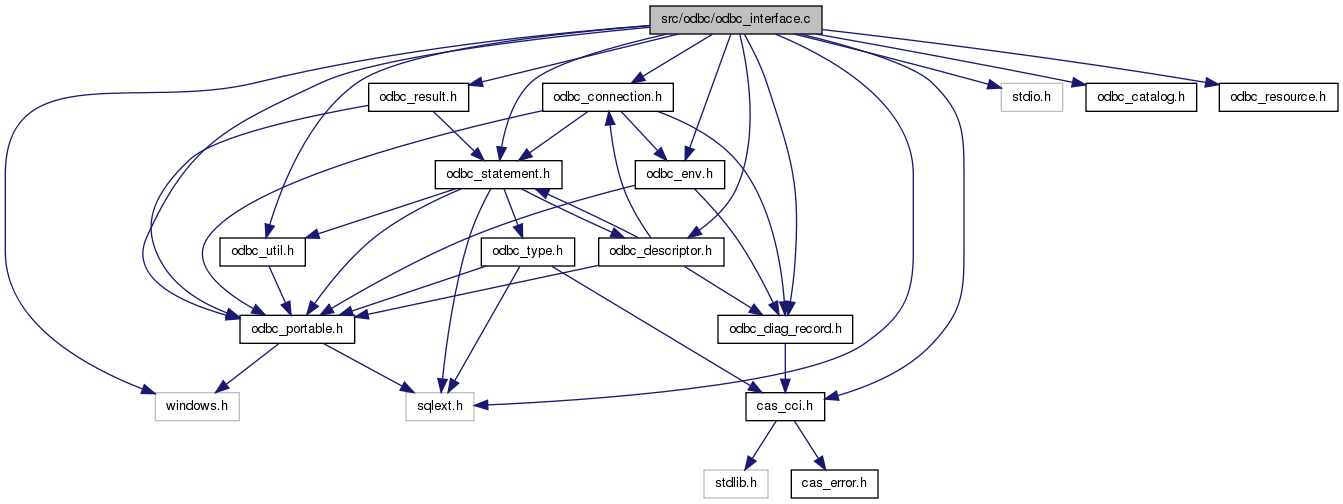 src/odbc/odbc_interface.c
odbc_result.h
odbc_connection.h
stdio.h
odbc_catalog.h
odbc_resource.h
odbc_statement.h
odbc_env.h
odbc_util.h
odbc_type.h
odbc_descriptor.h
odbc_portable.h
odbc_diag_record.h
windows.h
sqlext.h
cas_cci.h
stdlib.h
cas_error.h